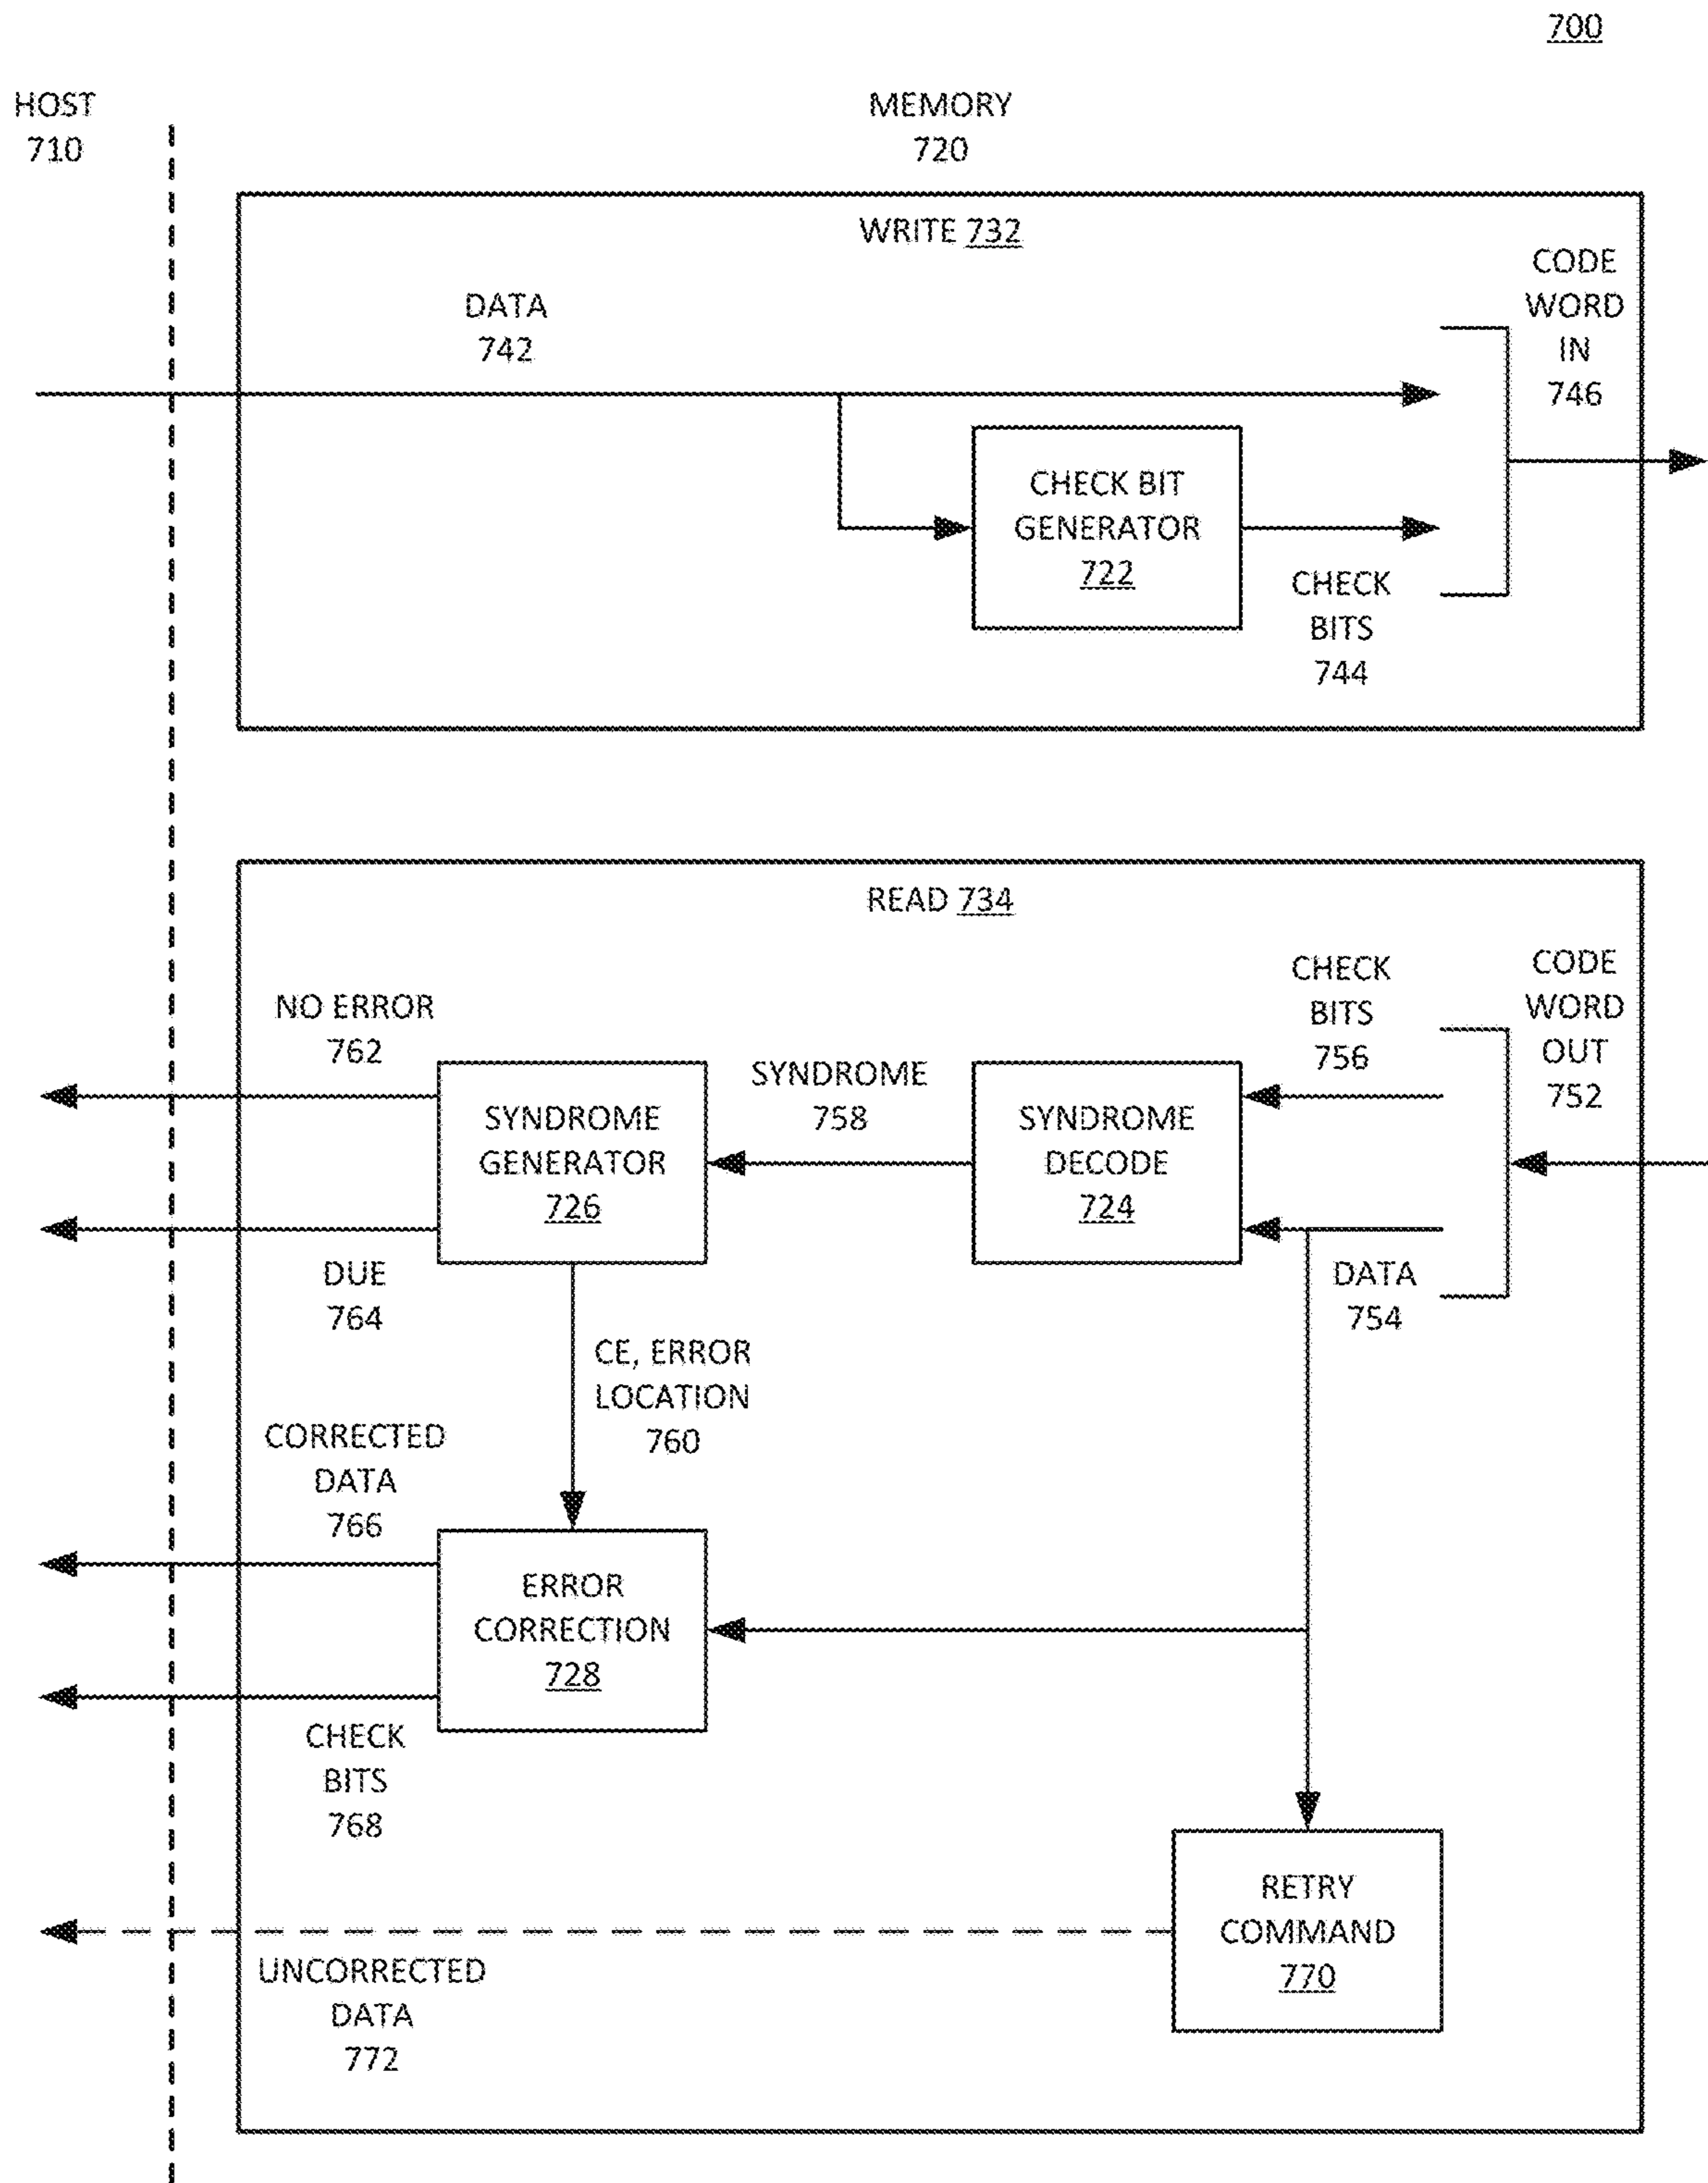 700
HOST
710
MEMORY
720
WRITE 732
DATA
742
CODE
WORD
IN
746
CHECK BIT
GENERATOR
722
CHECK
BITS
744
READ 734
NO ERROR
762
SYNDROME
GENERATOR
726
SYNDROME
758
SYNDROME
DECODE
724
CHECK
BITS
756
CODE
WORD
OUT
752
DUE
764
DATA
754
CE, ERROR
LOCATION
760
CORRECTED
DATA
766
ERROR
CORRECTION
728
CHECK
BITS
768
RETRY
COMMAND
770
UNCORRECTED
DATA
772